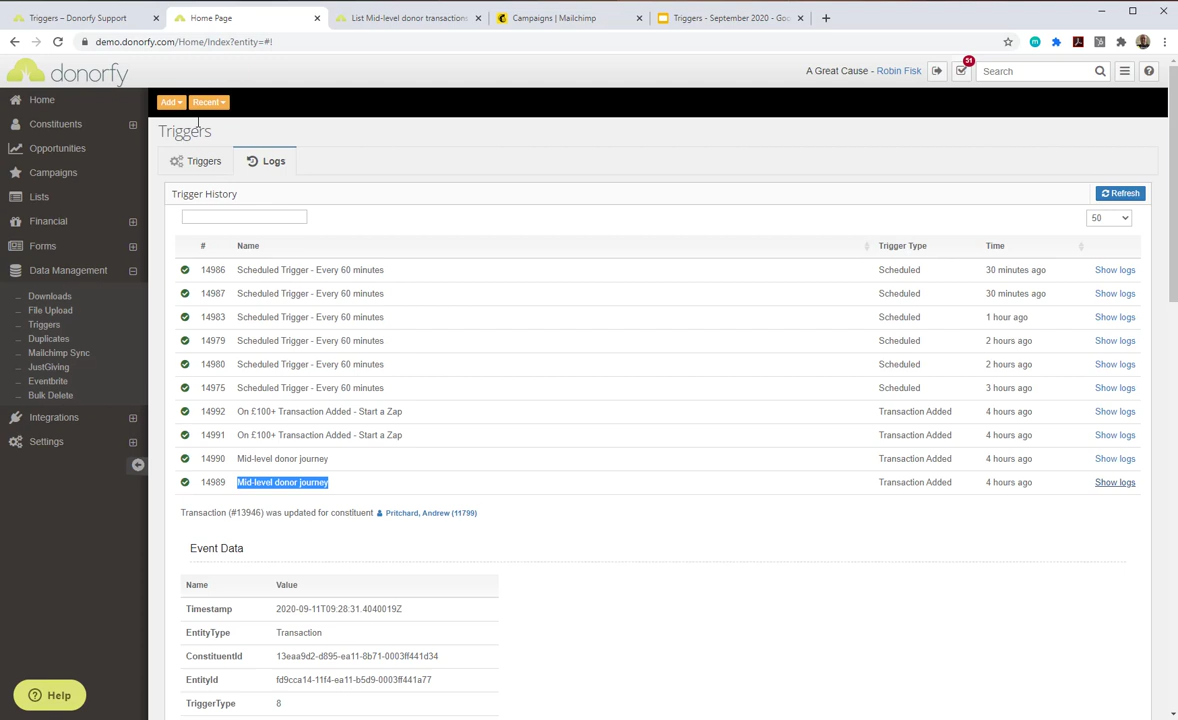 Triggers – Donorfy Support
Home Page
List Mid-level donor transactions
Campaigns | Mailchimp
Triggers - September 2020 - Goo
demo.donorfy.com/Home/Index?entity=#!
donorfy
A Great Cause - Robin Fisk
51
Search
Home
Constituents
Opportunities
Campaigns
Lists
Financial
Forms
Data Management
Downloads
File Upload
Triggers
Duplicates
Mailchimp Sync
JustGiving
Eventbrite
Bulk Delete
Integrations
Settings
Help
Add
Recent
Triggers
Triggers
Logs
Trigger History
Refresh
50
# Name Trigger Type Time
14986 Scheduled Trigger - Every 60 minutes Scheduled 30 minutes ago Show logs
14987 Scheduled Trigger - Every 60 minutes Scheduled 30 minutes ago Show logs
14983 Scheduled Trigger - Every 60 minutes Scheduled 1 hour ago Show logs
14979 Scheduled Trigger - Every 60 minutes Scheduled 2 hours ago Show logs
14980 Scheduled Trigger - Every 60 minutes Scheduled 2 hours ago Show logs
14975 Scheduled Trigger - Every 60 minutes Scheduled 3 hours ago Show logs
14992 On £100+ Transaction Added - Start a Zap Transaction Added 4 hours ago Show logs
14991 On £100+ Transaction Added - Start a Zap Transaction Added 4 hours ago Show logs
14990 Mid-level donor journey Transaction Added 4 hours ago Show logs
14989 Mid-level donor journey Transaction Added 4 hours ago Show logs
Transaction (#13946) was updated for constituent Pritchard, Andrew (11799)
Event Data
Name Value
Timestamp 2020-09-11T09:28:31.4040019Z
EntityType Transaction
ConstituentId 13eaa9d2-d895-ea11-8b71-0003ff441d34
EntityId fd9cca14-11f4-ea11-b5d9-0003ff441a77
TriggerType 8